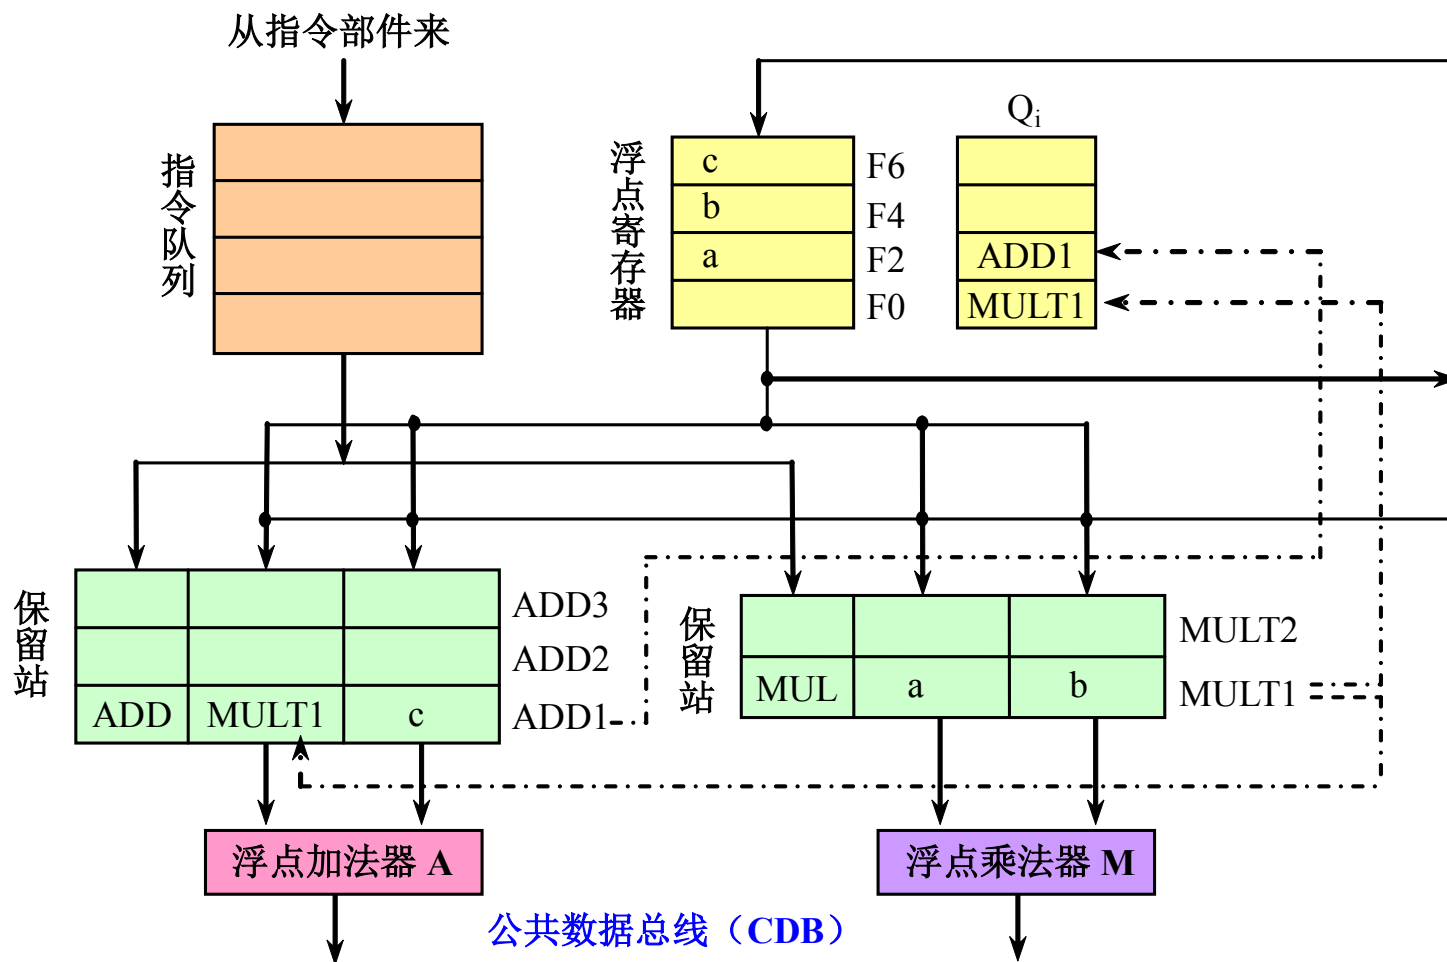 从指令部件来
指令队列
浮点寄存器
Qi
c
F6
b
F4
a
F2
ADD1
F0
MULT1
保留站
ADD3
ADD2
ADD
MULT1
c
ADD1
保留站
MULT2
MUL
a
b
MULT1
浮点加法器 A
浮点乘法器 M
公共数据总线（CDB）